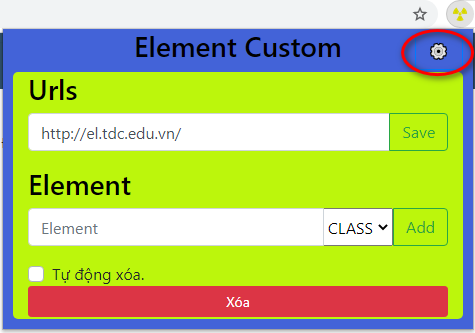 Element Custom
Urls
http://el.tdc.edu.vn/ Save
Element
Element CLASS Add
Tự động xóa.
Xóa